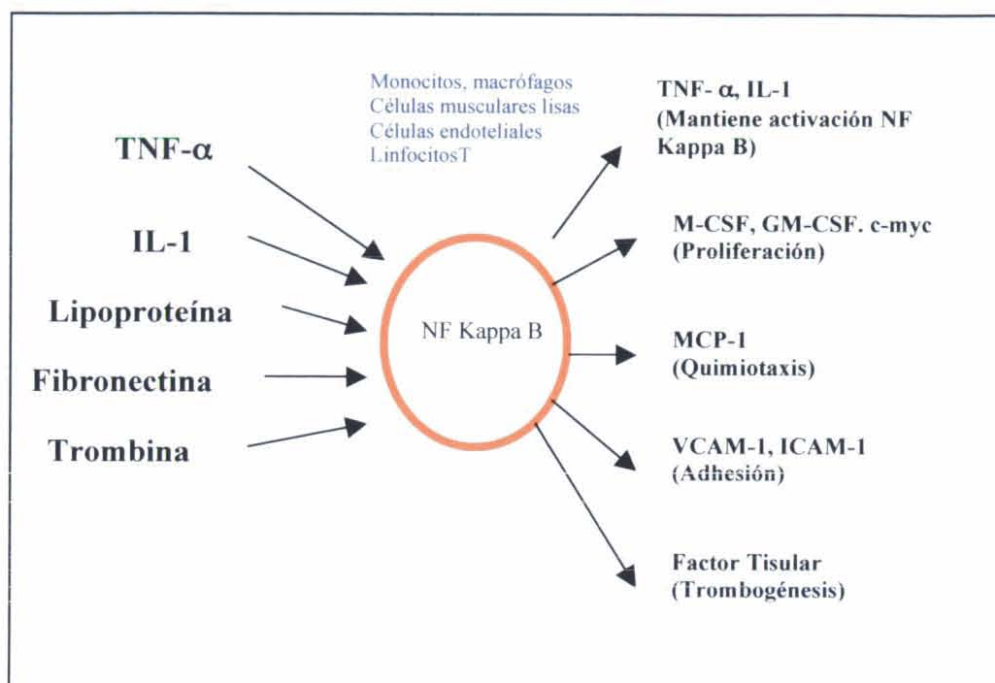 Monocitos, macrófagos
Células musculares lisas
Células endoteliales
LinfocitosT
TNF-α
IL-1
Lipoproteína
Fibronectina
Trombina
NF Kappa B
TNF- α, IL-1
(Mantiene activación NF
Kappa B)
M-CSF, GM-CSF. c-myc
(Proliferación)
MCP-1
(Quimiotaxis)
VCAM-1, ICAM-1
(Adhesión)
Factor Tisular
(Trombogénesis)